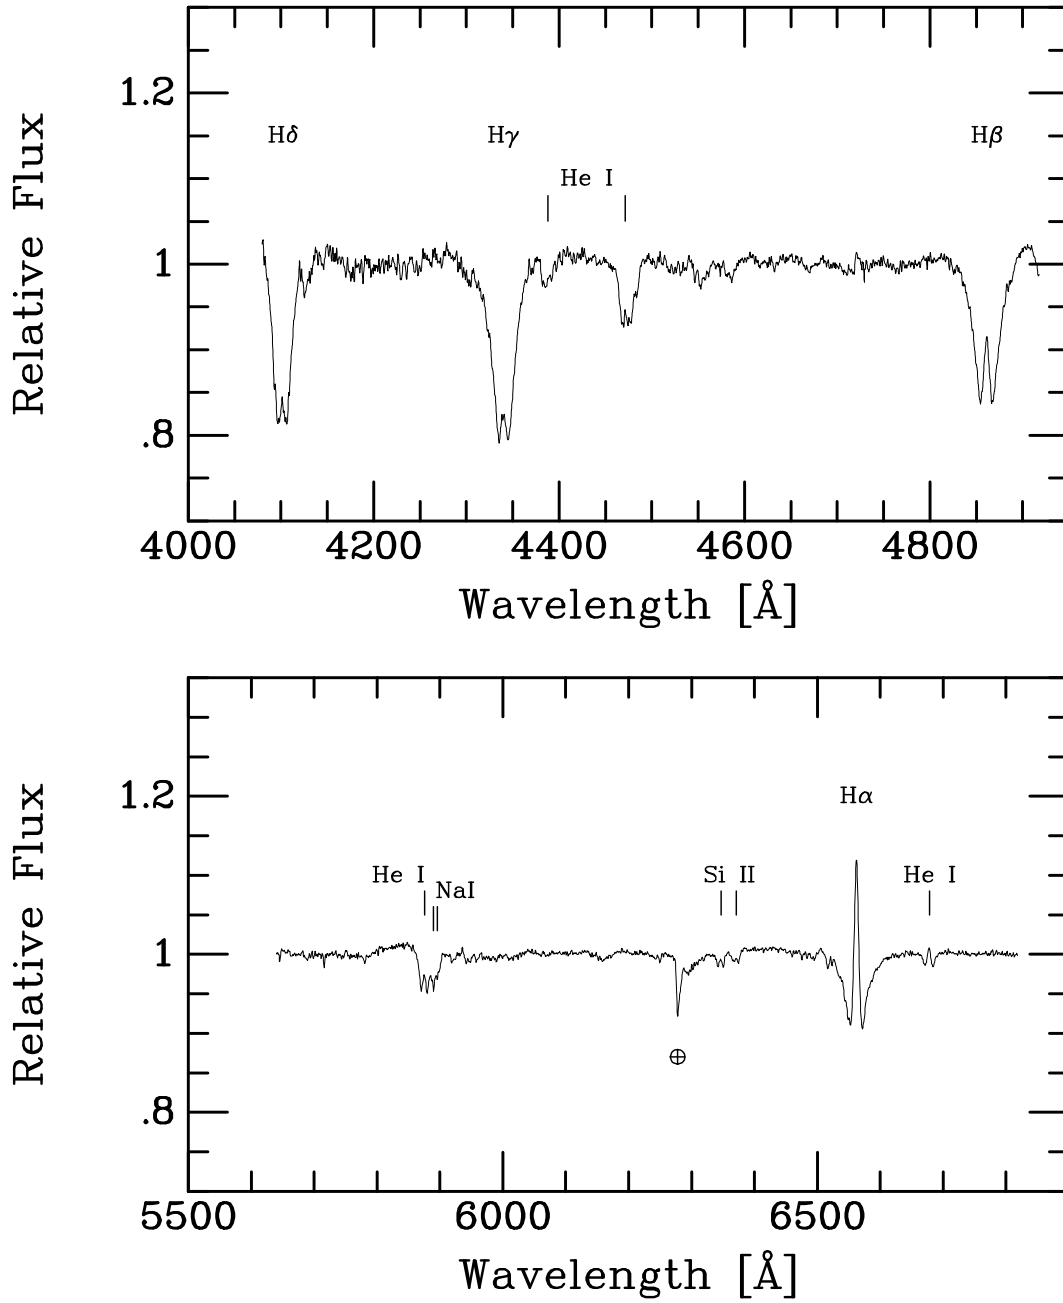 1.2
Hδ Hγ Hβ
He I
1
.8
Relative Flux
4000 4200 4400 4600 4800
Wavelength [Å]
1.2
Hα
He I Si II He I
NaI
1
⊕
.8
Relative Flux
5500 6000 6500
Wavelength [Å]